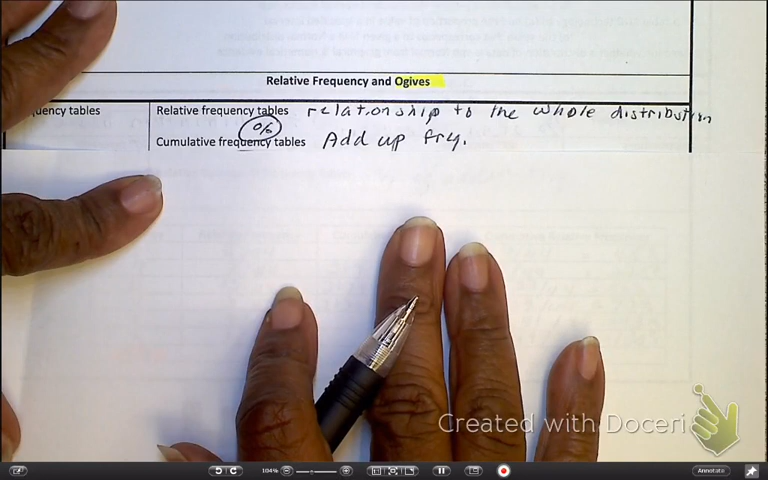 Relative Frequency and Ogives
uency tables
Relative frequency tables relationship to the whole distribution
%
Cumulative frequency tables Add up frq.
Created with Doceri
104%
Annotate